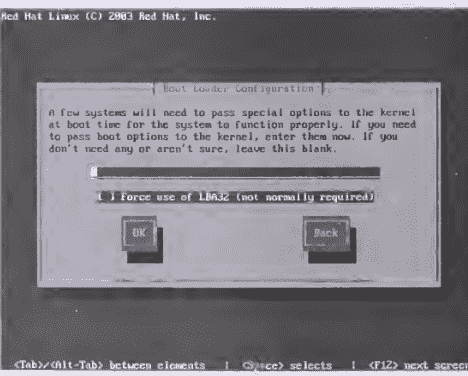 Red Hat Linux (C) 2003 Red Hat, Inc.
Boot Loader Configuration
A few systems will need to pass special options to the kernel
at boot time for the system to function properly. If you need
to pass boot options to the kernel, enter them now. If you
don't need any or aren't sure, leave this blank.
[ ] Force use of LBA32 (not normally required)
OK Back
<Tab>/<Alt-Tab> between elements | <Space> selects | <F12> next screen